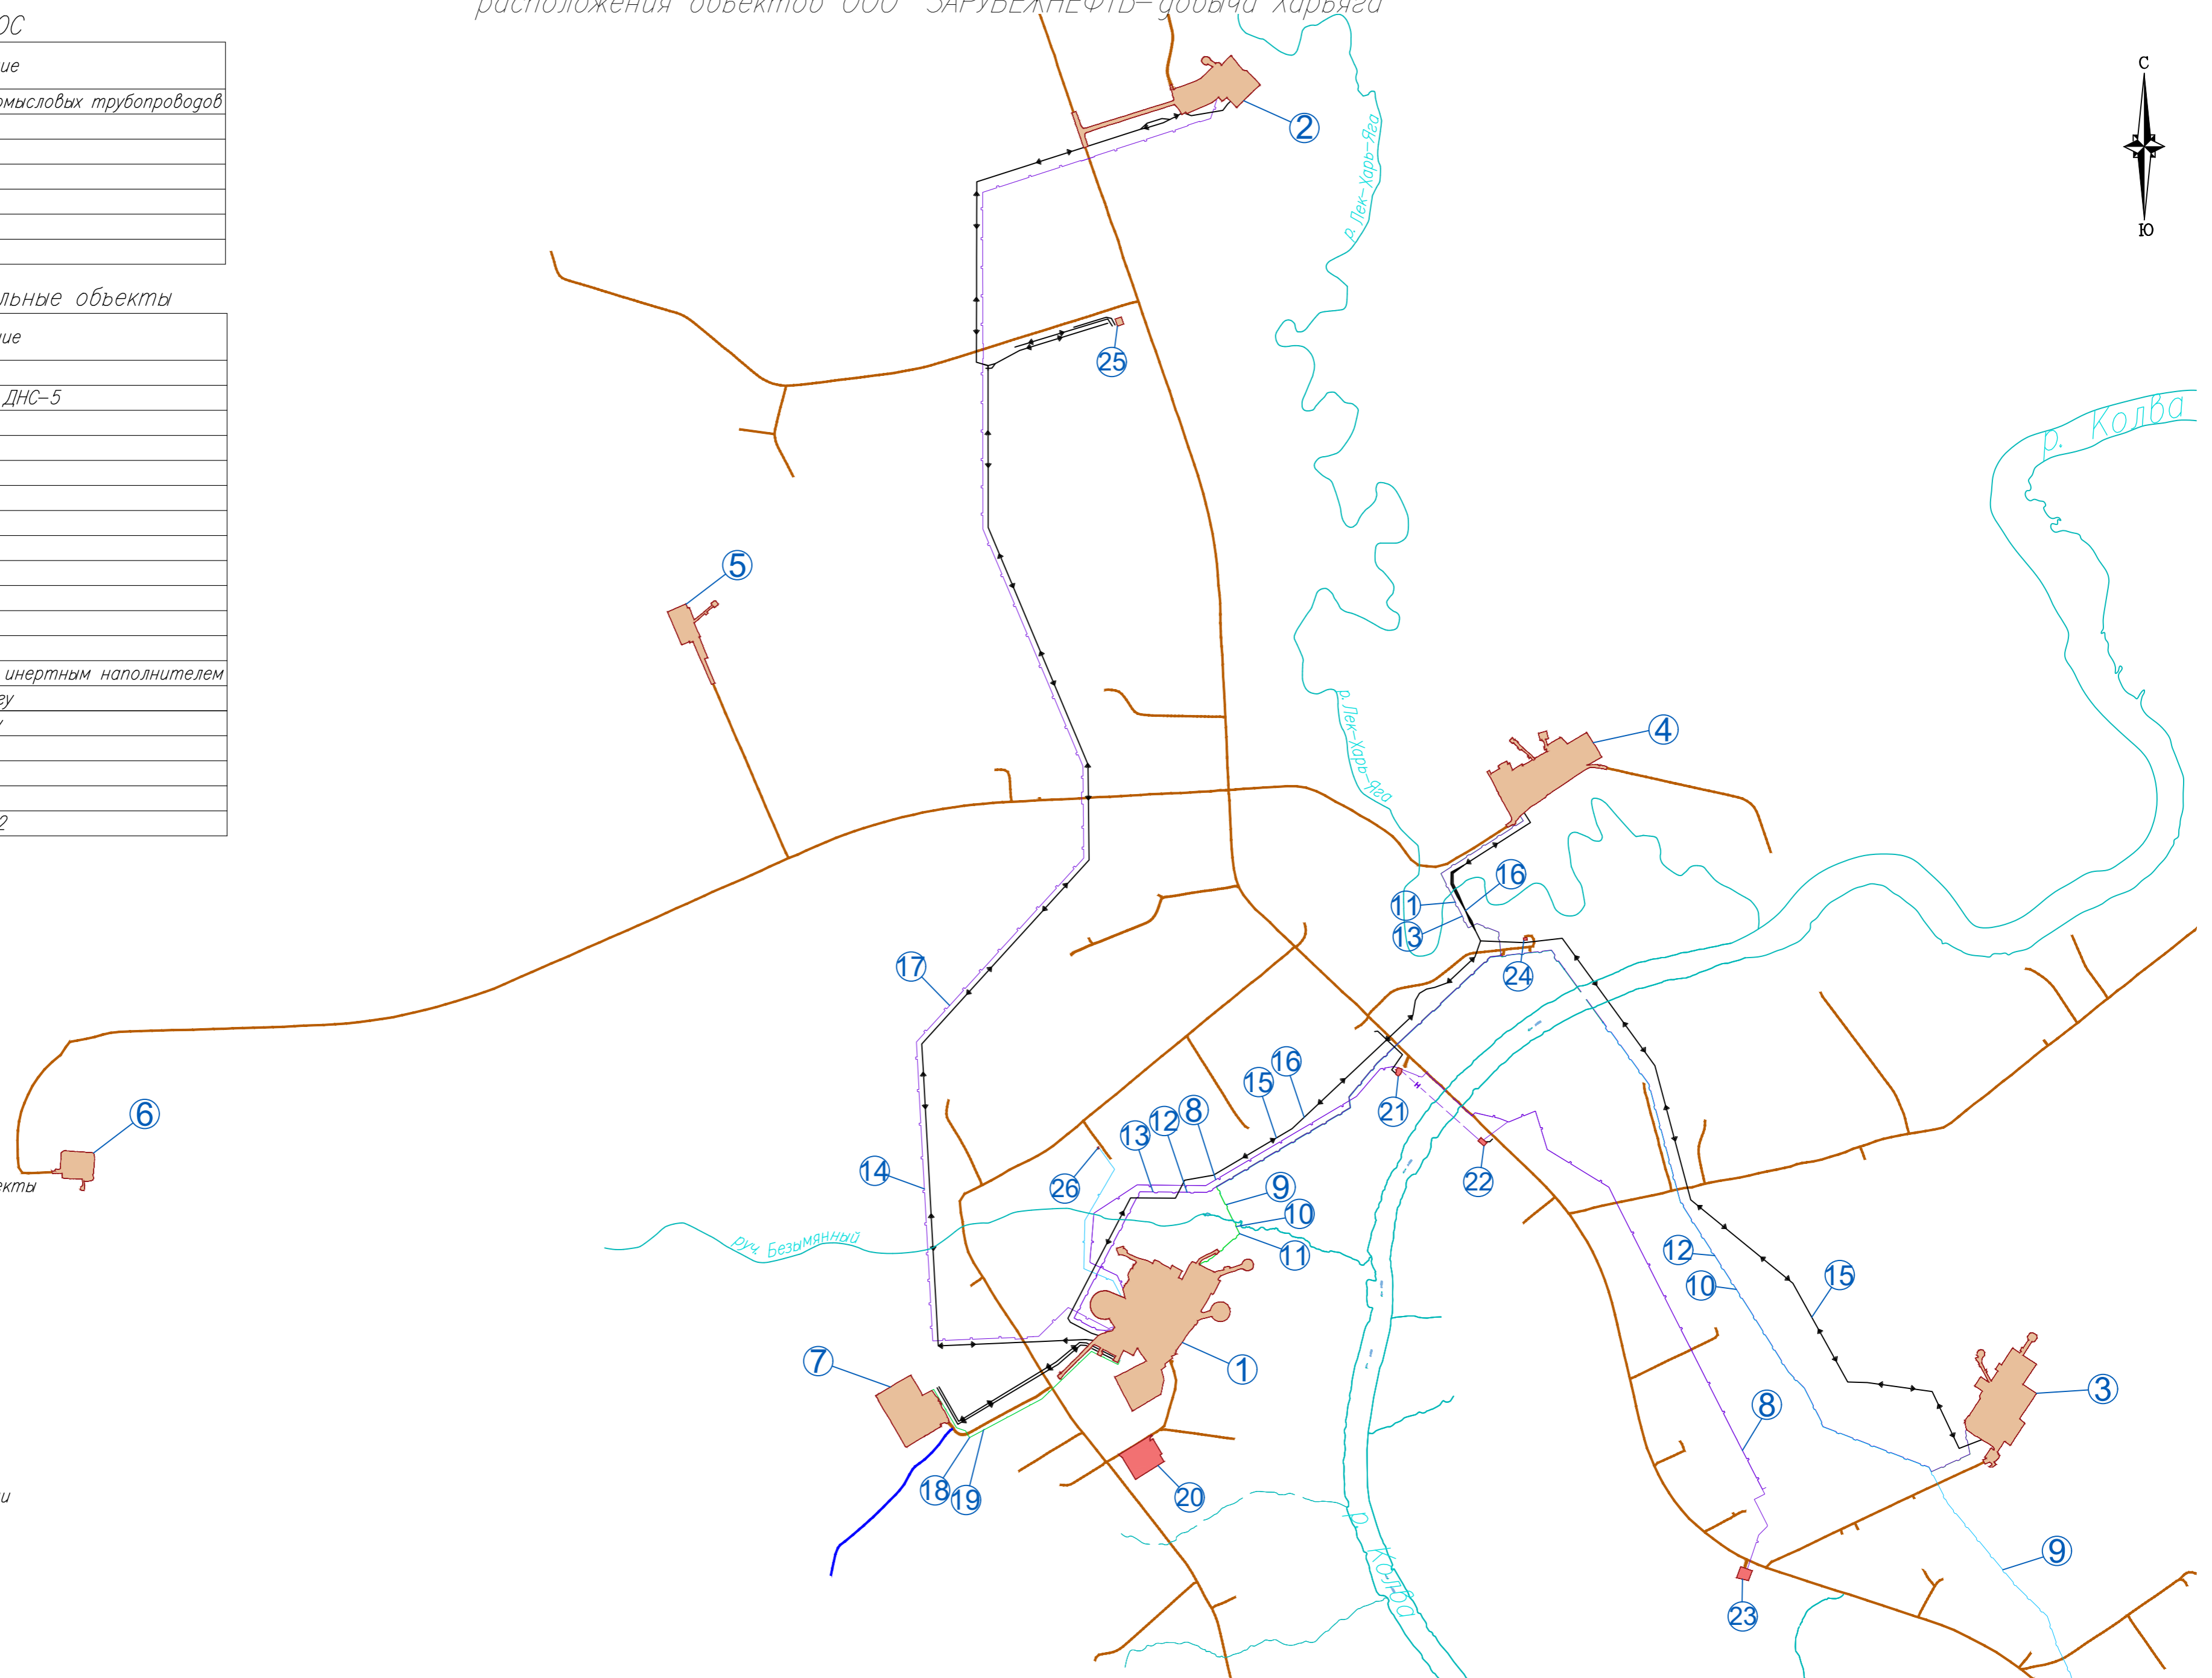 расположения объектов ООО "ЗАРУБЕЖНЕФТЬ-добыча Харьяга"
ОС
ие
омысловых трубопроводов
льные объекты
ие
ДНС-5
инертным наполнителем
гу
у
2
екты
и
С
Ю
р. Лек-Харь-Яга
р. Лек-Харь-Яга
р. Колва
руч. Безымянный
р. Колва
2
25
5
4
16
11
13
24
17
6
16
15
8
12
13
21
22
14
26
9
10
11
12
10
15
7
1
3
8
18
19
20
9
23